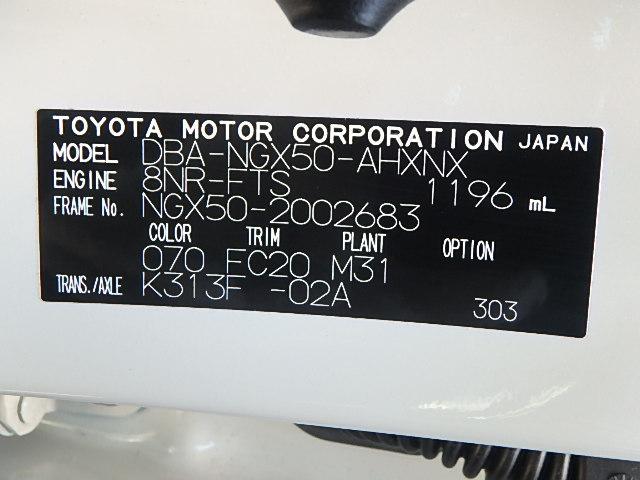 TOYOTA MOTOR CORPORATION JAPAN
MODEL DBA-NGX50-AHXNX
ENGINE 8NR-FTS 1196 mL
FRAME No. NGX50-2002683
COLOR TRIM PLANT OPTION
070 FC20 M31
TRANS./AXLE K313F -02A
303